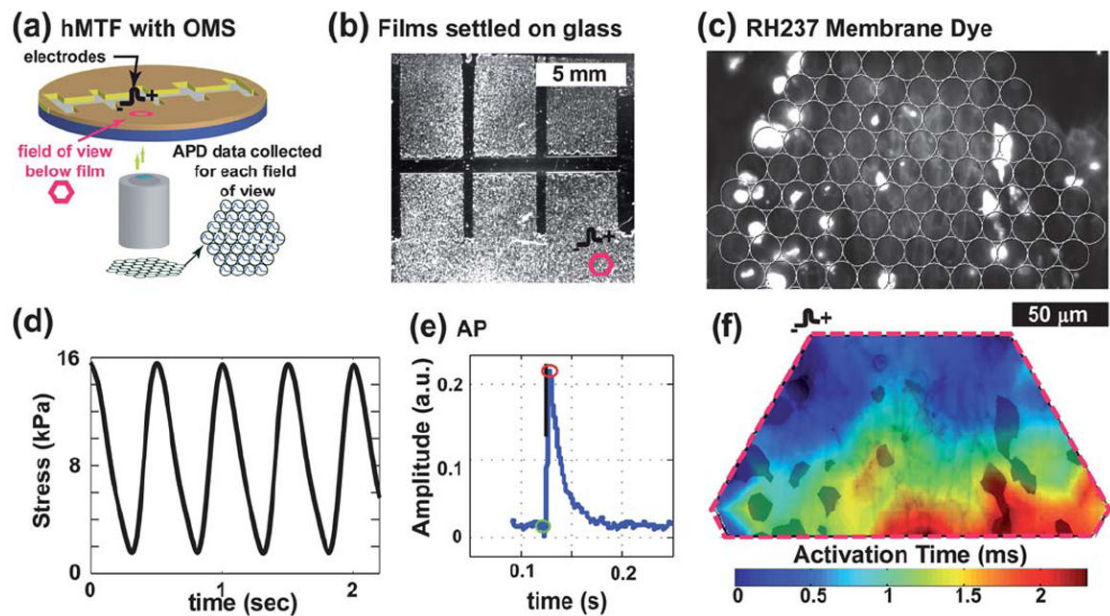 (a) hMTF with OMS
electrodes
- +
field of view
below film
APD data collected
for each field
of view
(b) Films settled on glass
5 mm
- +
(c) RH237 Membrane Dye
(d)
Stress (kPa)
16
12
8
4
0
0
1
2
time (sec)
(e) AP
Amplitude (a.u.)
0.2
0.1
0
0.1
0.2
time (s)
(f)
- +
50 μm
Activation Time (ms)
0
0.5
1
1.5
2